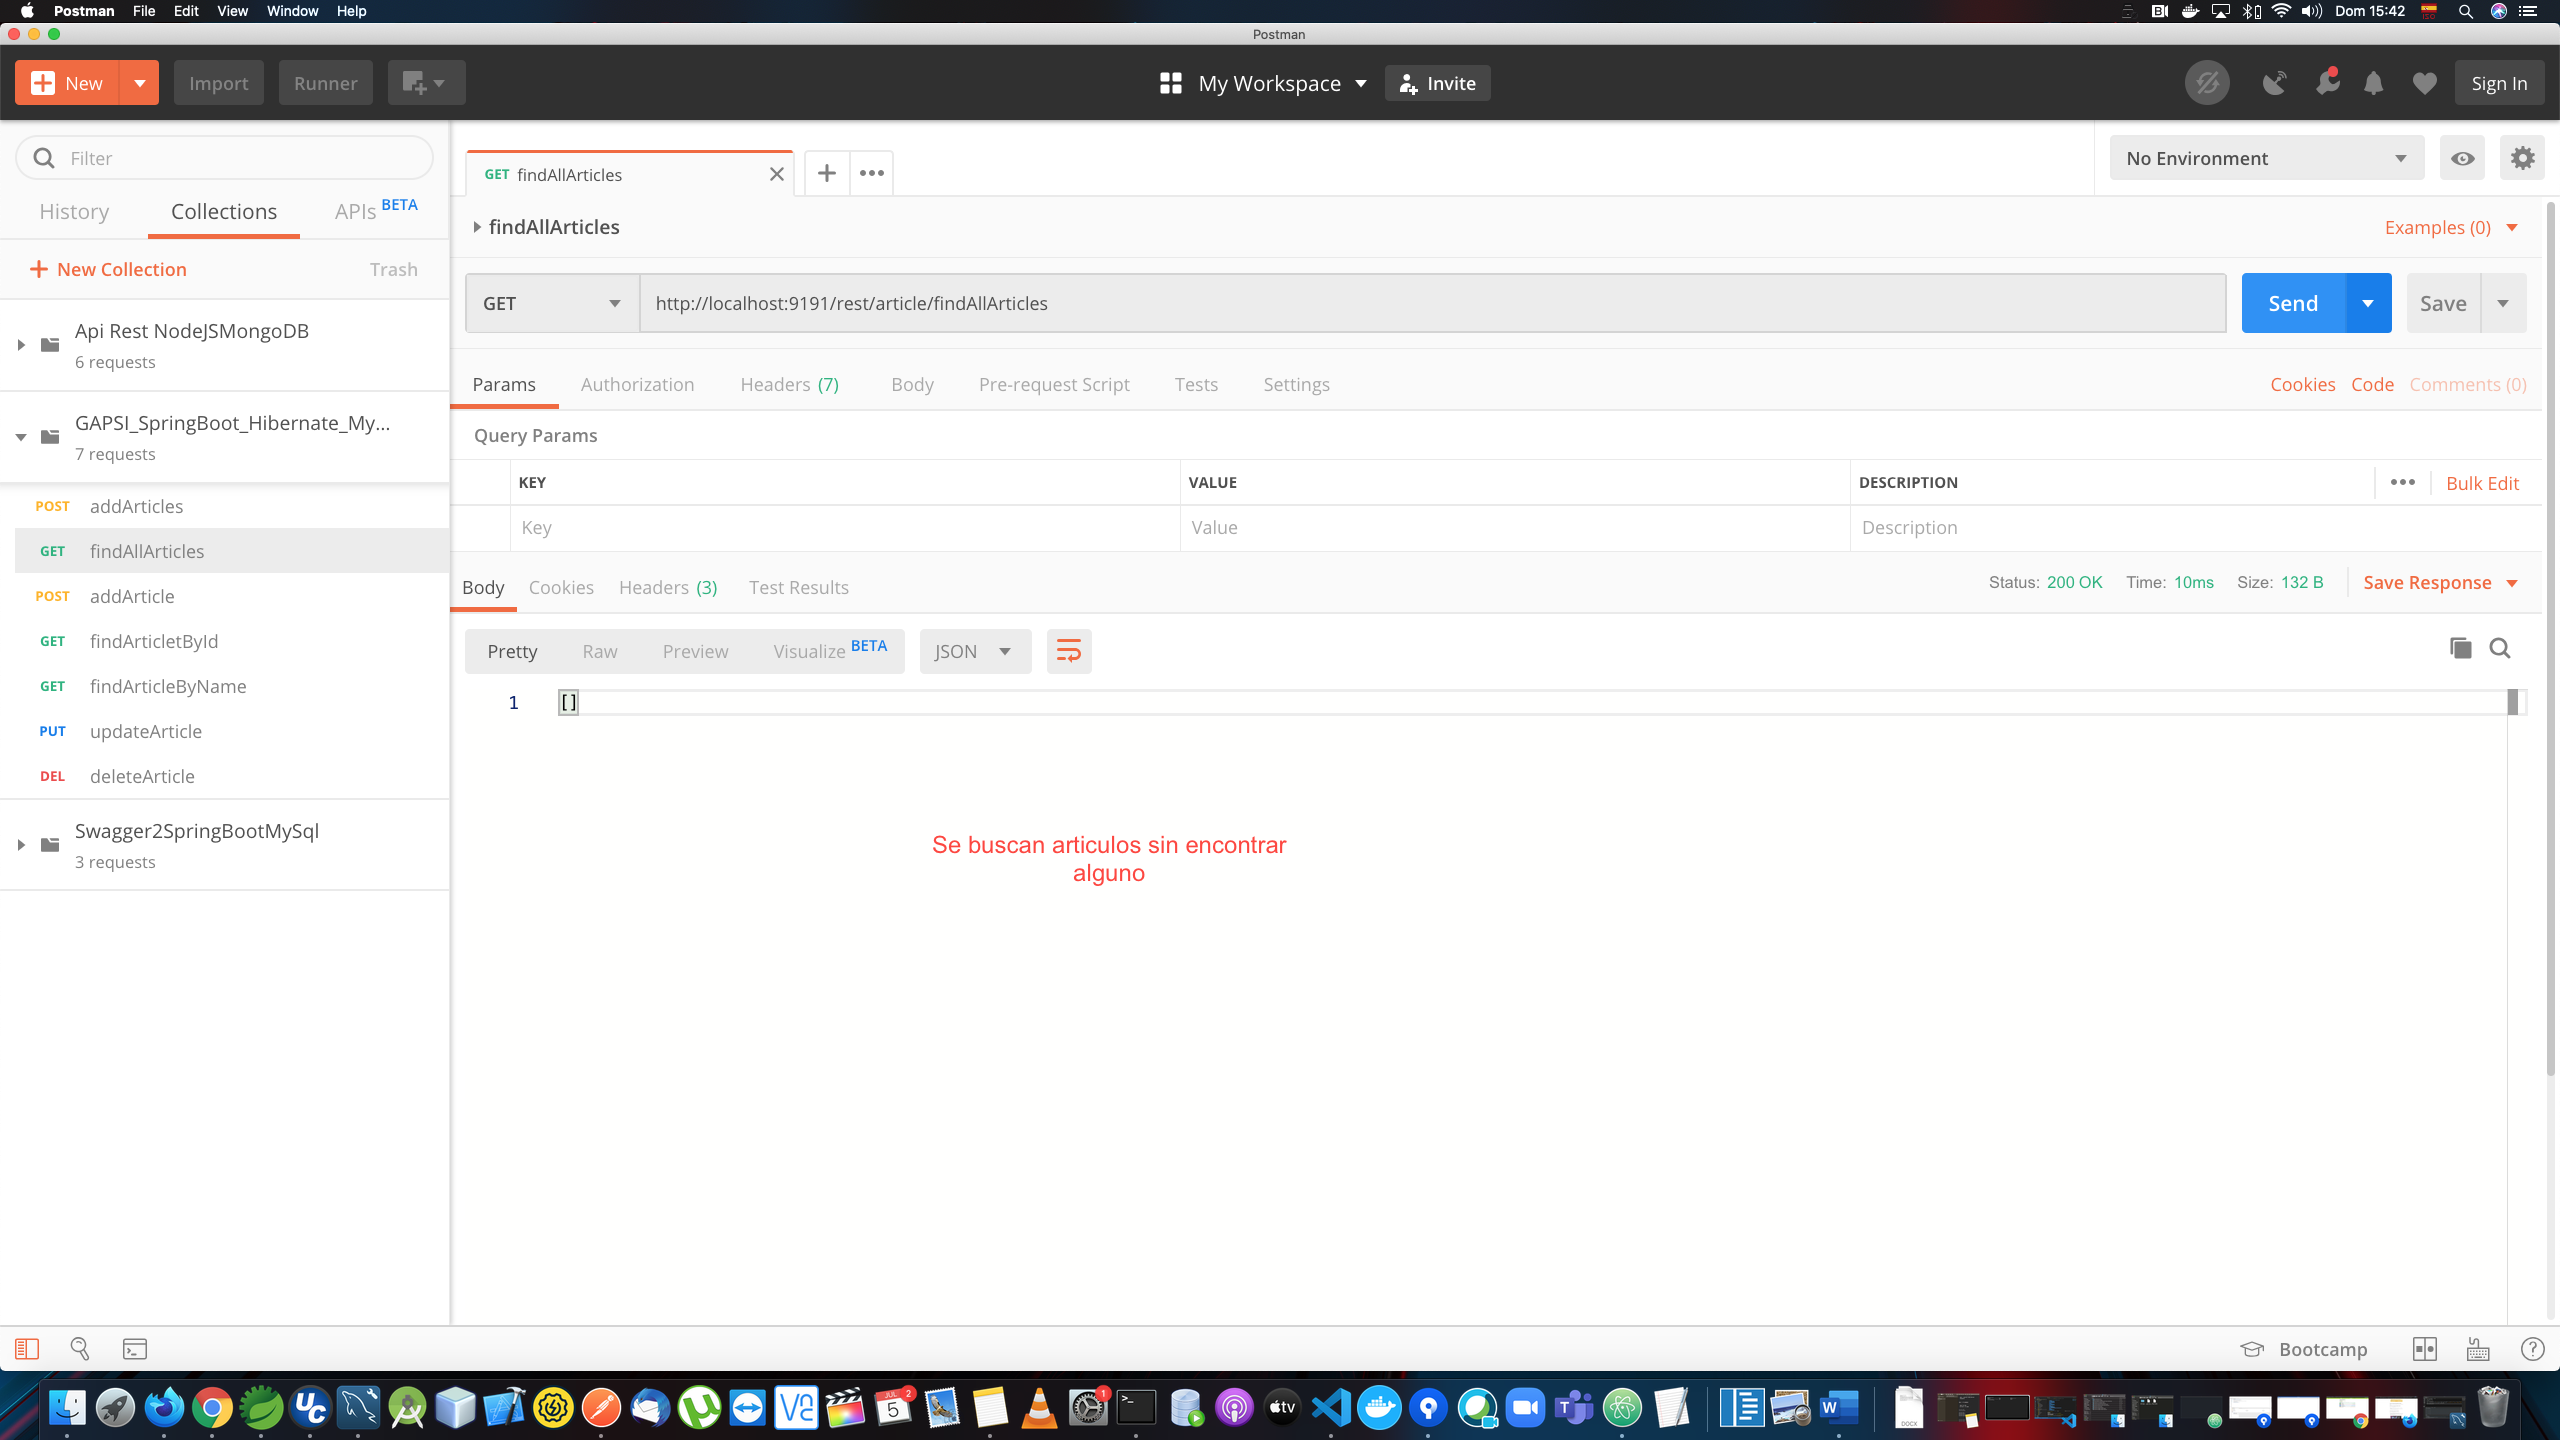 Postman File Edit View Window Help
Dom 15:42
Postman
New Import Runner My Workspace Invite Sign In
Filter
History Collections APIs BETA
New Collection Trash
Api Rest NodeJSMongoDB
6 requests
GAPSI_SpringBoot_Hibernate_My...
7 requests
POST addArticles
GET findAllArticles
POST addArticle
GET findArticletById
GET findArticleByName
PUT updateArticle
DEL deleteArticle
Swagger2SpringBootMySql
3 requests
GET findAllArticles
No Environment
findAllArticles
Examples (0)
GET http://localhost:9191/rest/article/findAllArticles Send Save
Params Authorization Headers (7) Body Pre-request Script Tests Settings Cookies Code Comments (0)
Query Params
KEY VALUE DESCRIPTION Bulk Edit
Key Value Description
Body Cookies Headers (3) Test Results Status: 200 OK Time: 10ms Size: 132 B Save Response
Pretty Raw Preview Visualize BETA JSON
1 []
Se buscan articulos sin encontrar
alguno
Bootcamp
JUL
5
2
1
tv
DOCX